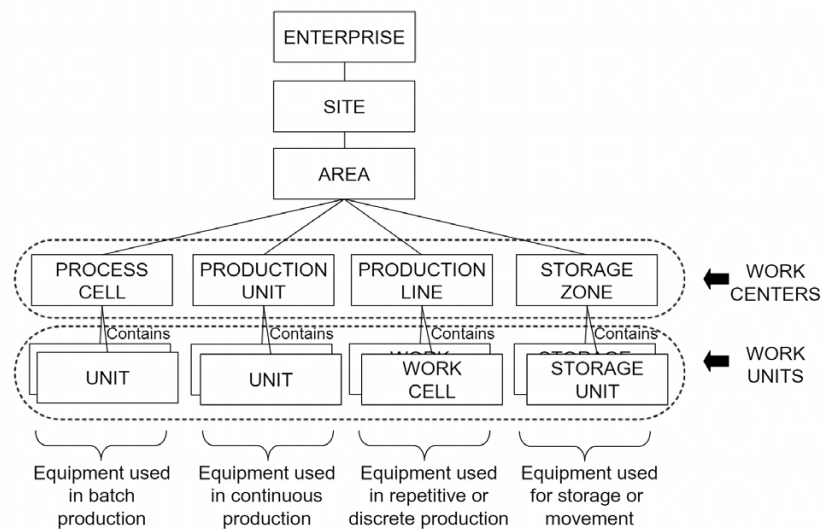 ENTERPRISE
SITE
AREA
PROCESS
CELL
PRODUCTION
UNIT
PRODUCTION
LINE
STORAGE
ZONE
WORK
CENTERS
Contains
Contains
Contains
Contains
UNIT
UNIT
WORK
WORK
CELL
STORAGE
STORAGE
UNIT
WORK
UNITS
Equipment used
in batch
production
Equipment used
in continuous
production
Equipment used
in repetitive or
discrete production
Equipment used
for storage or
movement